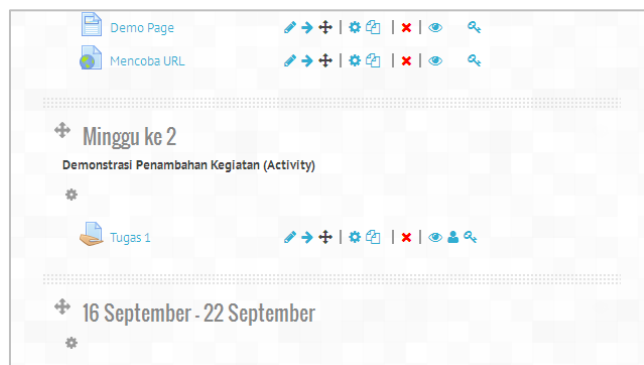 Demo Page
Mencoba URL
Minggu ke 2
Demonstrasi Penambahan Kegiatan (Activity)
Tugas 1
16 September - 22 September